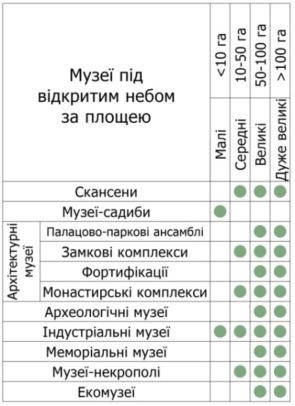 Музеї під
відкритим небом
за площею
<10 га
10-50 га
50-100 га
>100 га
Малі
Середні
Великі
Дуже великі
Скансени
Музеї-садиби
Архітектурні
музеї
Палацово-паркові ансамблі
Замкові комплекси
Фортифікації
Монастирські комплекси
Археологічні музеї
Індустріальні музеї
Меморіальні музеї
Музеї-некрополі
Екомузеї